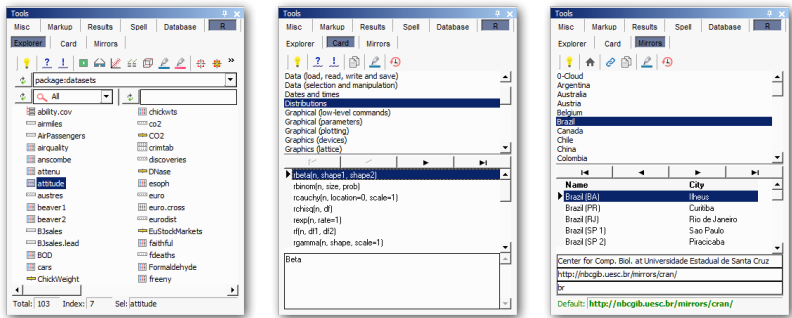 Tools
Misc Markup Results Spell Database R
Explorer Card Mirrors
package:datasets
All
ability.cov
airmiles
AirPassengers
airquality
anscombe
attenu
attitude
austres
beaver1
beaver2
BJsales
BJsales.lead
BOD
cars
ChickWeight
chickwts
co2
CO2
crimtab
discoveries
DNase
esoph
euro
euro.cross
eurodist
EuStockMarkets
faithful
fdeaths
Formaldehyde
freeny
Total: 103 Index: 7 Sel: attitude
Tools
Misc Markup Results Spell Database R
Explorer Card Mirrors
Data (load, read, write and save)
Data (selection and manipulation)
Dates and times
Distributions
Graphical (low-level commands)
Graphical (parameters)
Graphical (plotting)
Graphics (devices)
Graphics (lattice)
rbeta(n, shape1, shape2)
rbinom(n, size, prob)
rcauchy(n, location=0, scale=1)
rchisq(n, df)
rexp(n, rate=1)
rf(n, df1, df2)
rgamma(n, shape, scale=1)
Beta
Tools
Misc Markup Results Spell Database R
Explorer Card Mirrors
0-Cloud
Argentina
Australia
Austria
Belgium
Brazil
Canada
Chile
China
Colombia
Name City
Brazil (BA) Ilheus
Brazil (PR) Curitiba
Brazil (RJ) Rio de Janeiro
Brazil (SP 1) Sao Paulo
Brazil (SP 2) Piracicaba
Center for Comp. Biol. at Universidade Estadual de Santa Cruz
http://nbcgib.uesc.br/mirrors/cran/
br
Default: http://nbcgib.uesc.br/mirrors/cran/